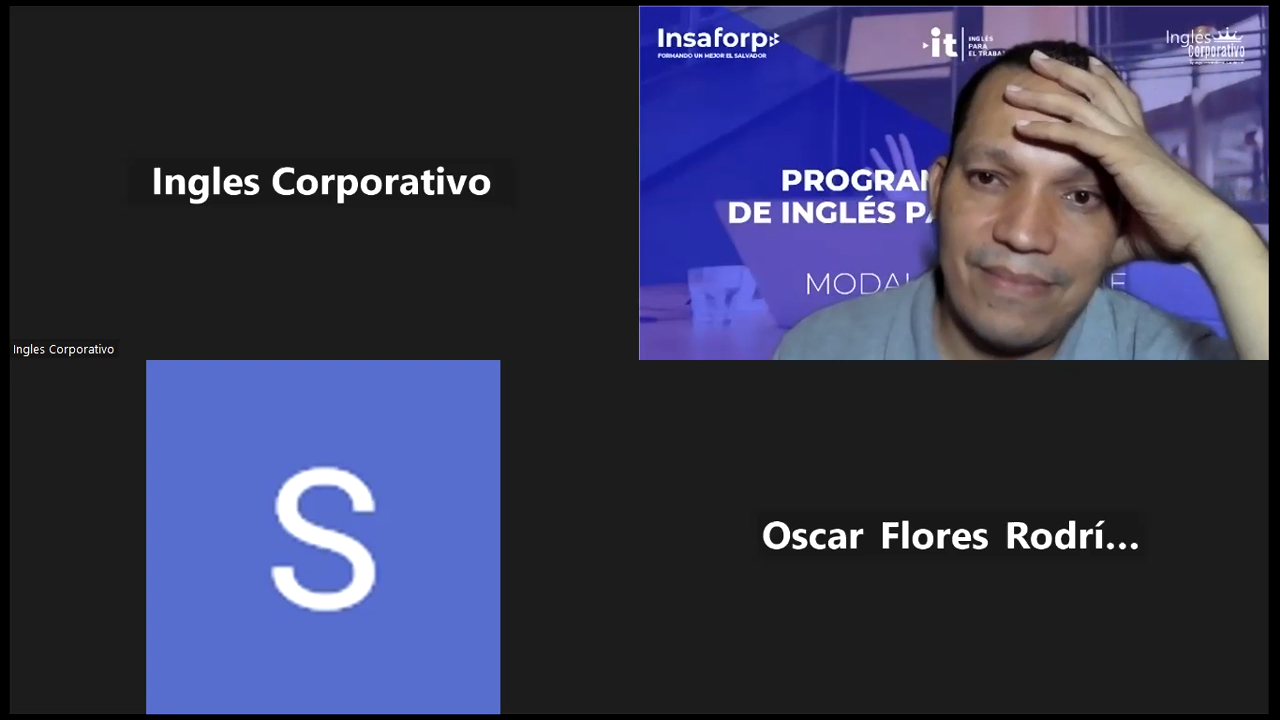 Insaforp
FORMANDO UN MEJOR EL SALVADOR
it
INGLÉS
PARA
EL TRABA
Inglés
Corporativo
PROGRAM
DE INGLÉS PA
MODAL
E
Ingles Corporativo
Ingles Corporativo
S
Oscar Flores Rodrí...